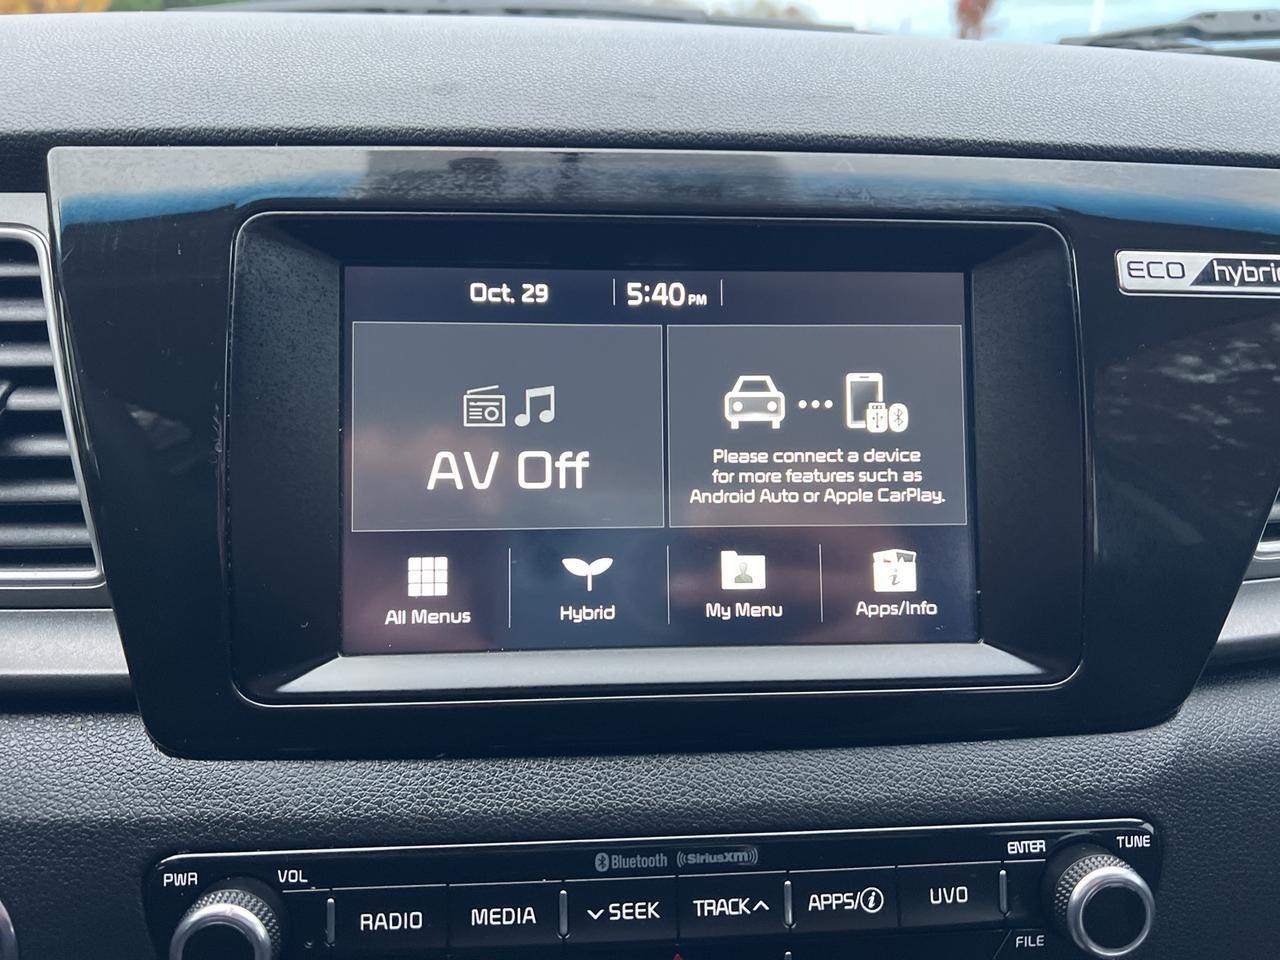 Oct. 29
5:40 PM
ECO hybri
AV Off
Please connect a device
for more features such as
Android Auto or Apple CarPlay.
All Menus
Hybrid
My Menu
Apps/Info
Bluetooth
SiriusXM
PWR
VOL
RADIO
MEDIA
SEEK
TRACK
APPS/i
UVO
ENTER
TUNE
FILE